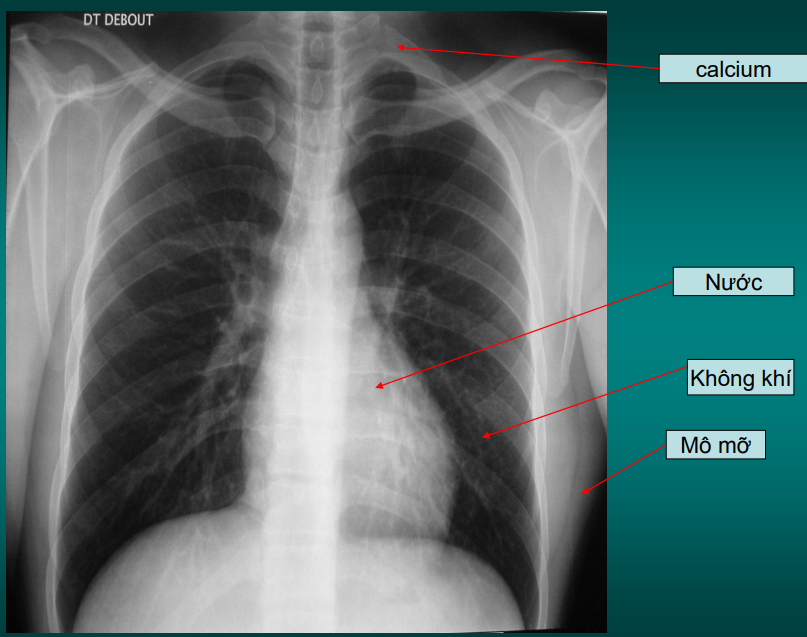 DT DEBOUT
calcium
Nước
Không khí
Mô mỡ